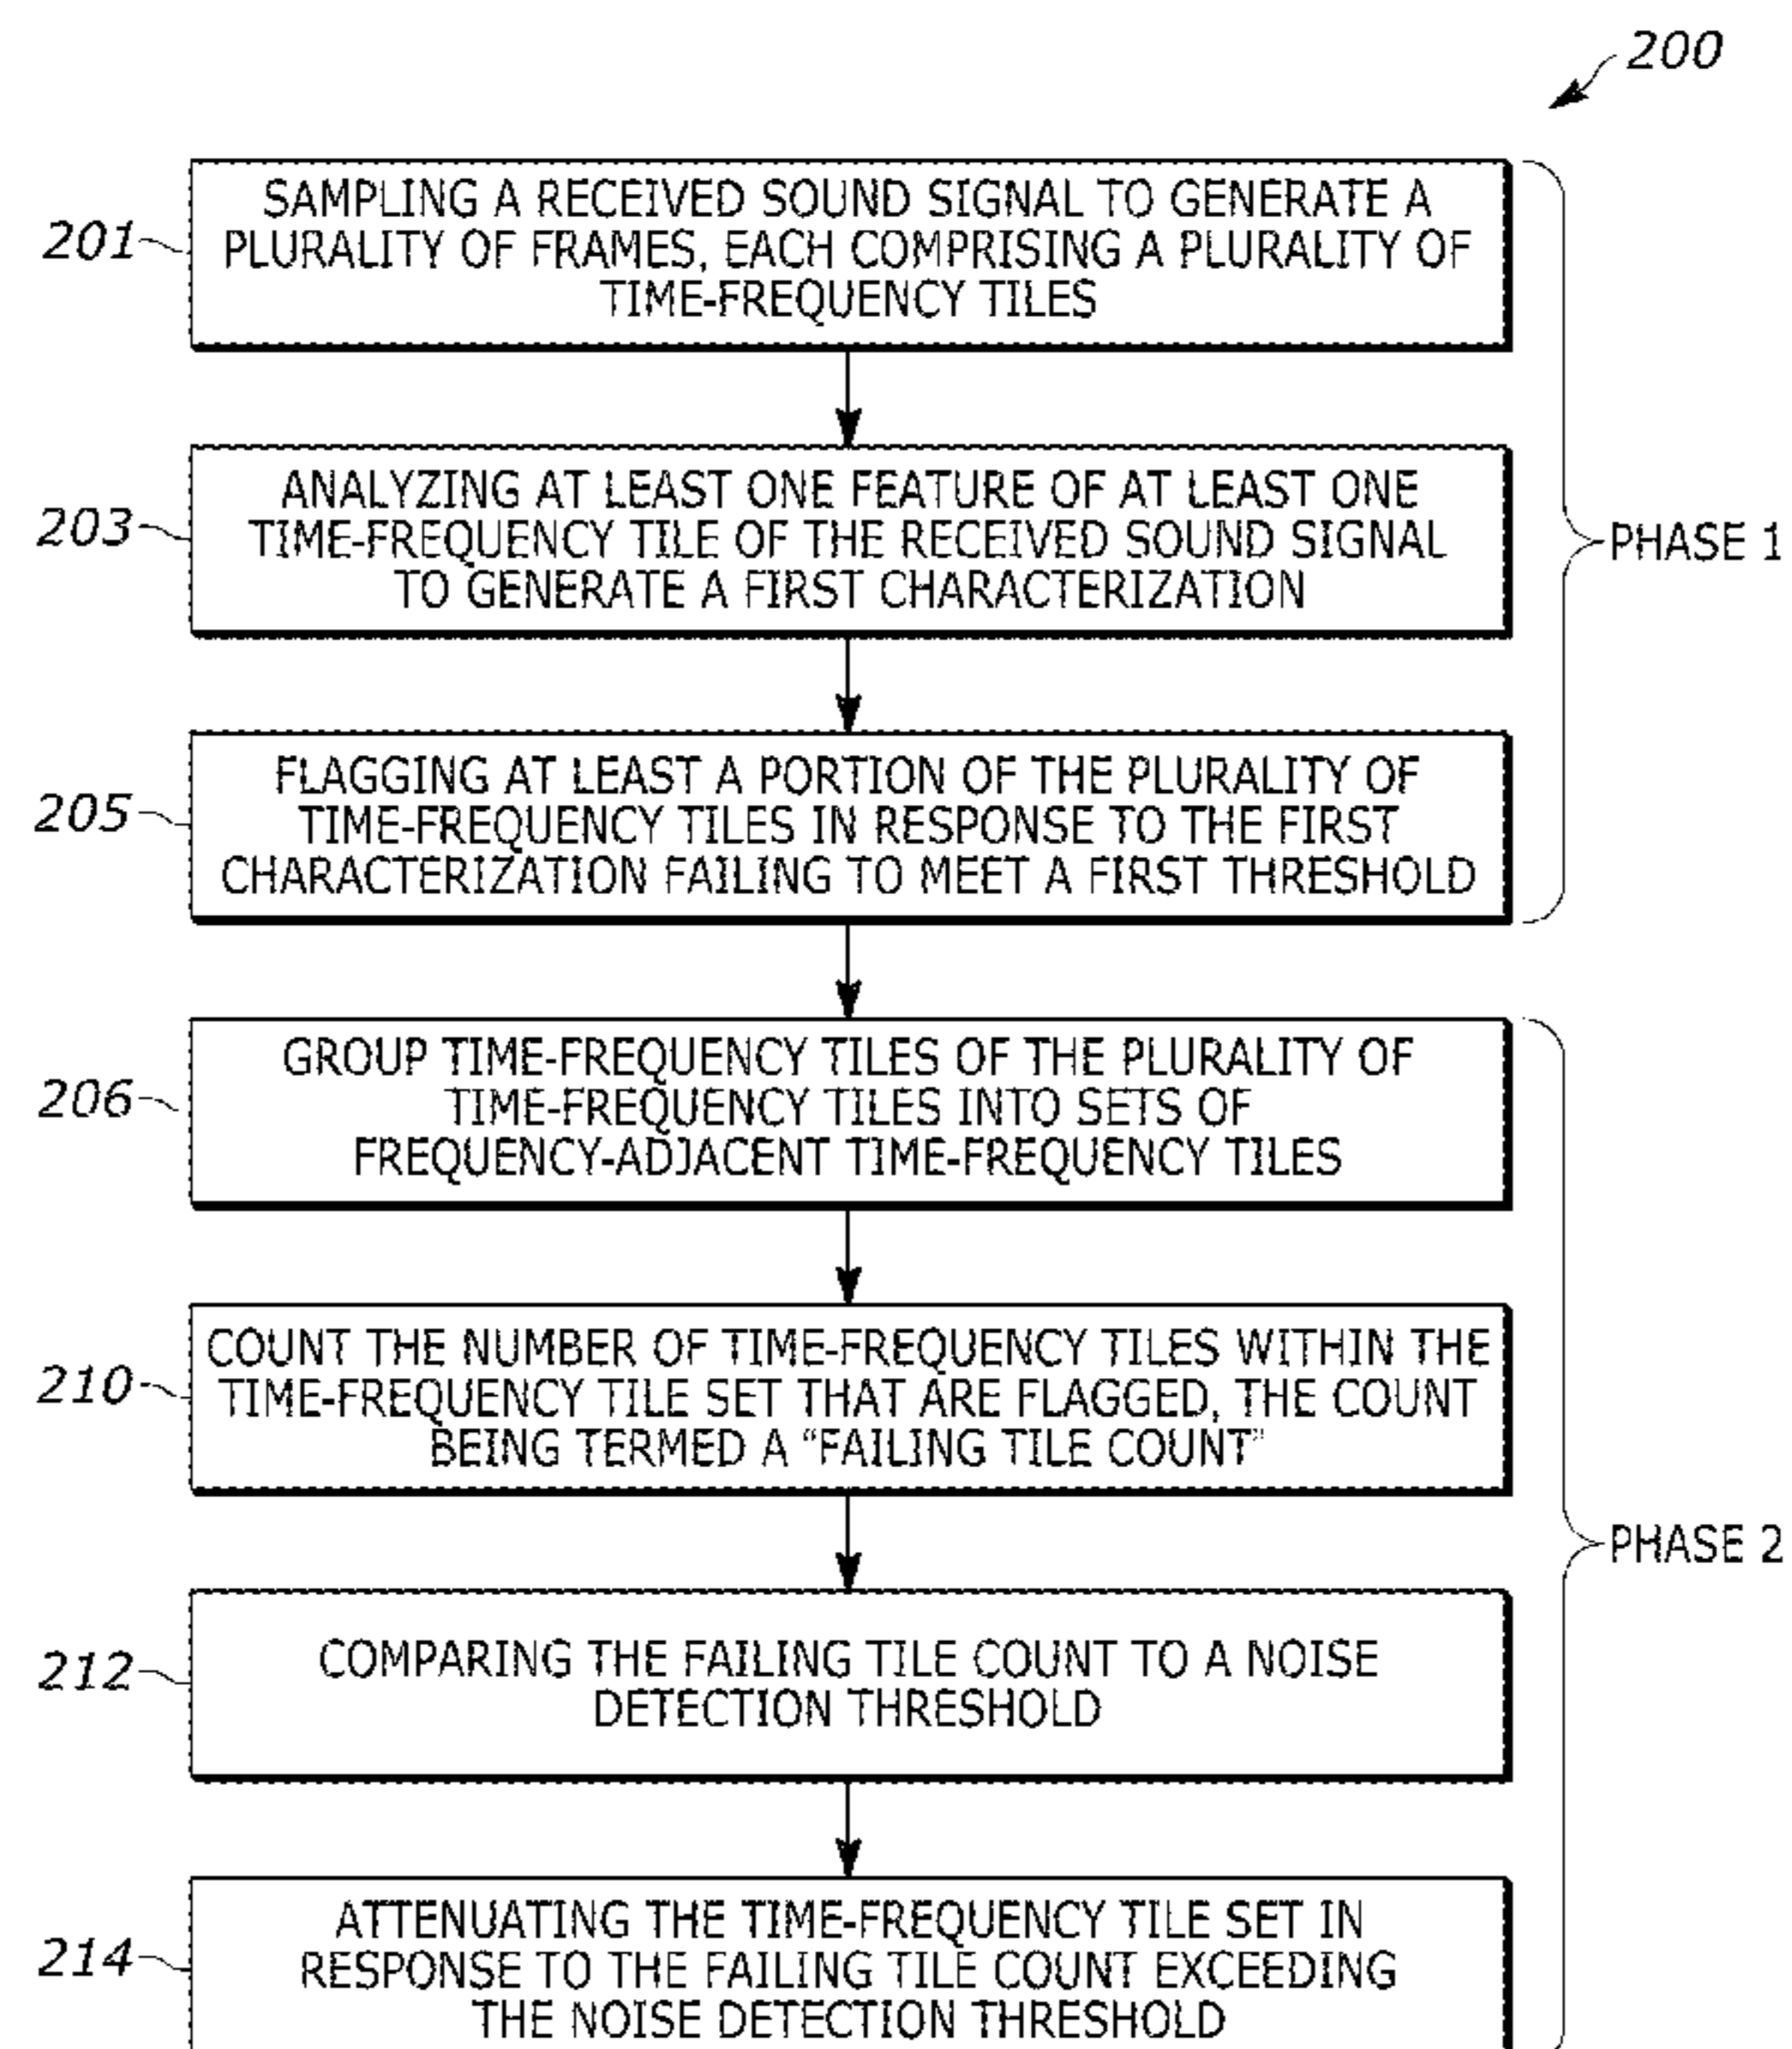 200
201
SAMPLING A RECEIVED SOUND SIGNAL TO GENERATE A
PLURALITY OF FRAMES, EACH COMPRISING A PLURALITY OF
TIME-FREQUENCY TILES
203
ANALYZING AT LEAST ONE FEATURE OF AT LEAST ONE
TIME-FREQUENCY TILE OF THE RECEIVED SOUND SIGNAL
TO GENERATE A FIRST CHARACTERIZATION
PHASE 1
205
FLAGGING AT LEAST A PORTION OF THE PLURALITY OF
TIME-FREQUENCY TILES IN RESPONSE TO THE FIRST
CHARACTERIZATION FAILING TO MEET A FIRST THRESHOLD
206
GROUP TIME-FREQUENCY TILES OF THE PLURALITY OF
TIME-FREQUENCY TILES INTO SETS OF
FREQUENCY-ADJACENT TIME-FREQUENCY TILES
210
COUNT THE NUMBER OF TIME-FREQUENCY TILES WITHIN THE
TIME-FREQUENCY TILE SET THAT ARE FLAGGED, THE COUNT
BEING TERMED A “FAILING TILE COUNT”
PHASE 2
212
COMPARING THE FAILING TILE COUNT TO A NOISE
DETECTION THRESHOLD
214
ATTENUATING THE TIME-FREQUENCY TILE SET IN
RESPONSE TO THE FAILING TILE COUNT EXCEEDING
THE NOISE DETECTION THRESHOLD